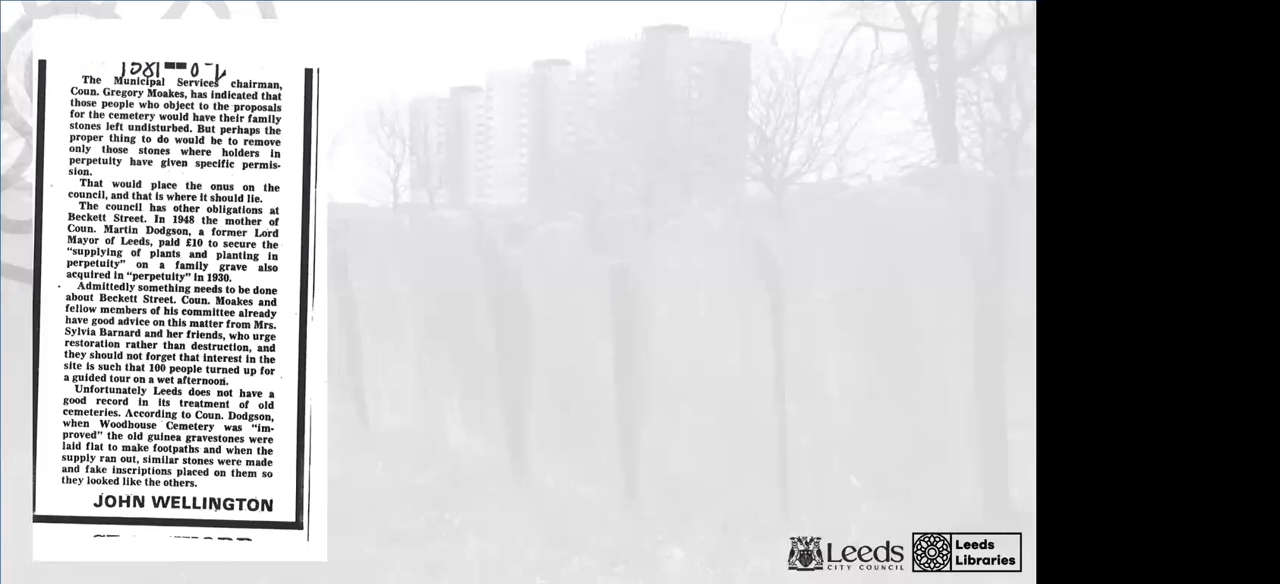 The Municipal Services chairman,
Coun. Gregory Moakes, has indicated that
those people who object to the proposals
for the cemetery would have their family
stones left undisturbed. But perhaps the
proper thing to do would be to remove
only those stones where holders in
perpetuity have given specific permis-
sion.
That would place the onus on the
council, and that is where it should lie.
The council has other obligations at
Beckett Street. In 1948 the mother of
Coun. Martin Dodgson, a former Lord
Mayor of Leeds, paid £10 to secure the
"supplying of plants and planting in
perpetuity" on a family grave also
acquired in "perpetuity" in 1930.
Admittedly something needs to be done
about Beckett Street. Coun. Moakes and
fellow members of his committee already
have good advice on this matter from Mrs.
Sylvia Barnard and her friends, who urge
restoration rather than destruction, and
they should not forget that interest in the
site is such that 100 people turned up for
a guided tour on a wet afternoon.
Unfortunately Leeds does not have a
good record in its treatment of old
cemeteries. According to Coun. Dodgson,
when Woodhouse Cemetery was "im-
proved" the old guinea gravestones were
laid flat to make footpaths and when the
supply ran out, similar stones were made
and fake inscriptions placed on them so
they looked like the others.
JOHN WELLINGTON
Leeds
CITY COUNCIL
Leeds
Libraries